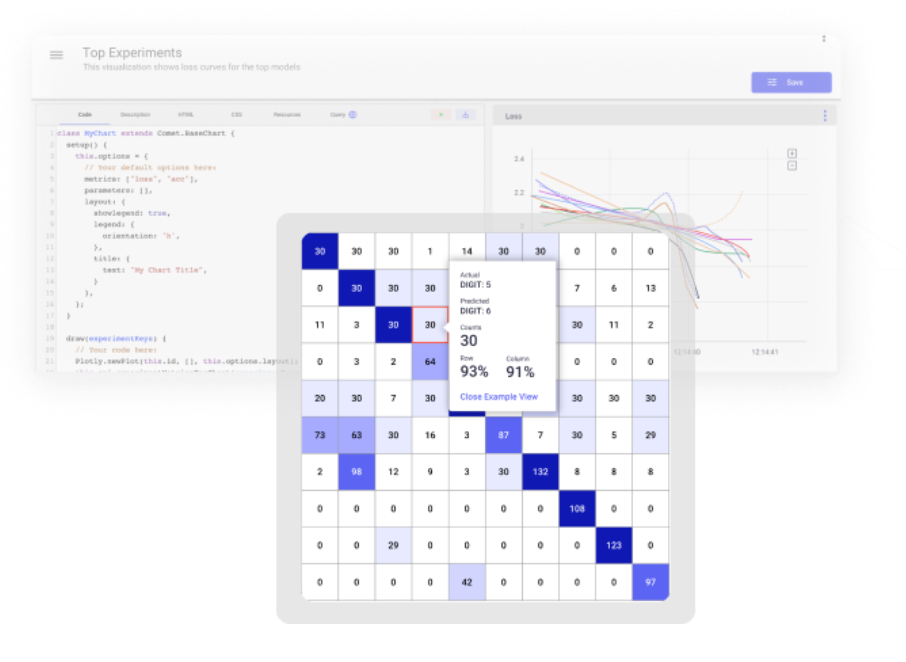 Top Experiments
This visualization shows loss curves for the top models
Save
Code Description HTML CSS Resources Query
Loss
1 class MyChart extends Comet.BaseChart {
2 setup() {
3 this.options = {
4 // Your default options here:
5 metrics: ["loss", "acc"],
6 parameters: [],
7 layout: {
8 showlegend: true,
9 legend: {
10 orientation: 'h',
11 },
12 title: {
13 text: 'My Chart Title',
14 }
15 },
16 };
17 }
18
19 draw(experimentKeys) {
20 // Your code here:
21 Plotly.newPlot(this.id, [], this.options.layout);
2.4
2.2
2
12:14:40 12:14:41
30 30 30 1 14 30 30 0 0 0
0 30 30 30 7 6 13
11 3 30 30 30 11 2
0 3 2 64 0 0 0
20 30 7 30 30 30 30
73 63 30 16 3 87 7 30 5 29
2 98 12 9 3 30 132 8 8 8
0 0 0 0 0 0 0 108 0 0
0 0 29 0 0 0 0 0 123 0
0 0 0 0 42 0 0 0 0 97
Actual
DIGIT: 5
Predicted
DIGIT: 6
Counts
30
Row Column
93% 91%
Close Example View